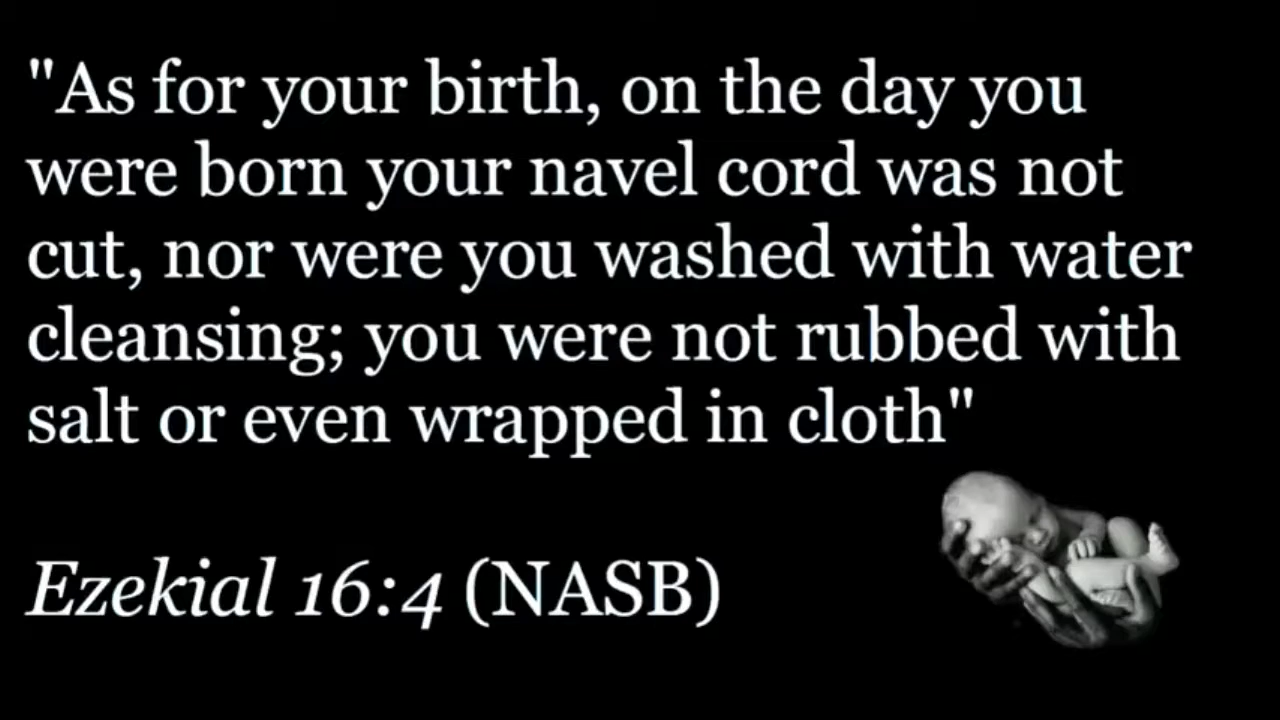 "As for your birth, on the day you
were born your navel cord was not
cut, nor were you washed with water
cleansing; you were not rubbed with
salt or even wrapped in cloth"
Ezekial 16:4 (NASB)